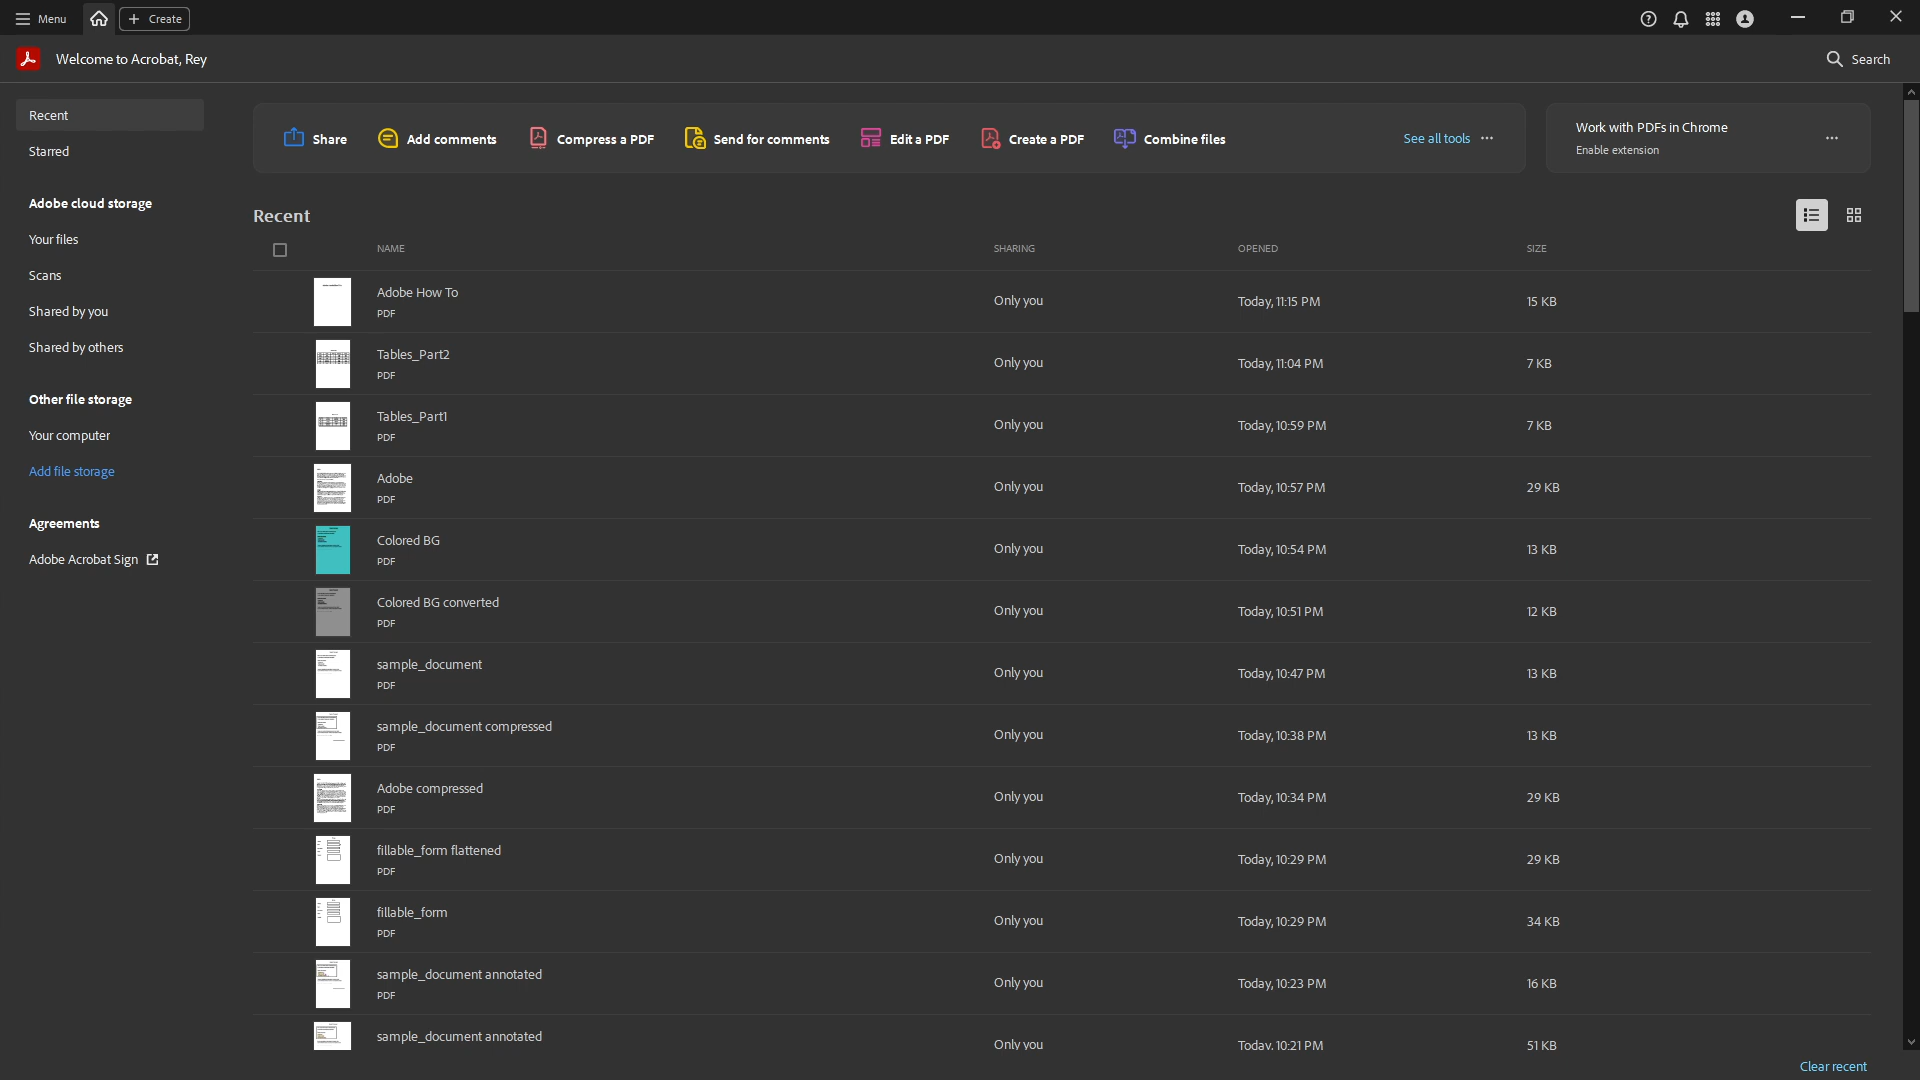 Menu
Create
Welcome to Acrobat, Rey
Search
Recent
Starred
Adobe cloud storage
Your files
Scans
Shared by you
Shared by others
Other file storage
Your computer
Add file storage
Agreements
Adobe Acrobat Sign
Share
Add comments
Compress a PDF
Send for comments
Edit a PDF
Create a PDF
Combine files
See all tools
Work with PDFs in Chrome
Enable extension
Recent
NAME SHARING OPENED SIZE
Adobe How To
PDF
Only you
Today, 11:15 PM
15 KB
Tables_Part2
PDF
Only you
Today, 11:04 PM
7 KB
Tables_Part1
PDF
Only you
Today, 10:59 PM
7 KB
Adobe
PDF
Only you
Today, 10:57 PM
29 KB
Colored BG
PDF
Only you
Today, 10:54 PM
13 KB
Colored BG converted
PDF
Only you
Today, 10:51 PM
12 KB
sample_document
PDF
Only you
Today, 10:47 PM
13 KB
sample_document compressed
PDF
Only you
Today, 10:38 PM
13 KB
Adobe compressed
PDF
Only you
Today, 10:34 PM
29 KB
fillable_form flattened
PDF
Only you
Today, 10:29 PM
29 KB
fillable_form
PDF
Only you
Today, 10:29 PM
34 KB
sample_document annotated
PDF
Only you
Today, 10:23 PM
16 KB
sample_document annotated
Only you
Today, 10:21 PM
51 KB
Clear recent